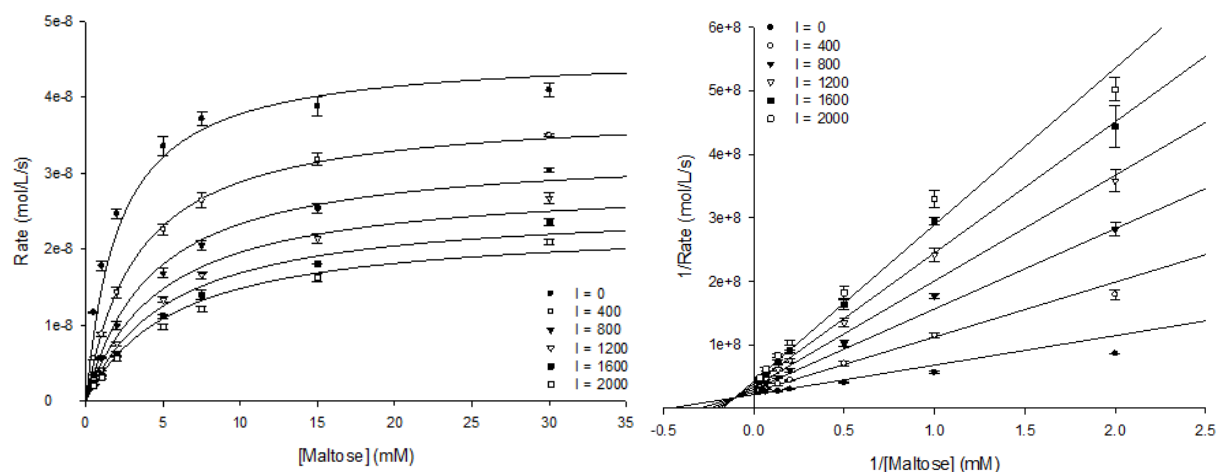 5e-8
4e-8
3e-8
2e-8
1e-8
0
Rate (mol/L/s)
0 5 10 15 20 25 30 35
[Maltose] (mM)
I = 0
I = 400
I = 800
I = 1200
I = 1600
I = 2000
6e+8
5e+8
4e+8
3e+8
2e+8
1e+8
1/Rate (mol/L/s)
-0.5 0.0 0.5 1.0 1.5 2.0 2.5
1/[Maltose] (mM)
I = 0
I = 400
I = 800
I = 1200
I = 1600
I = 2000